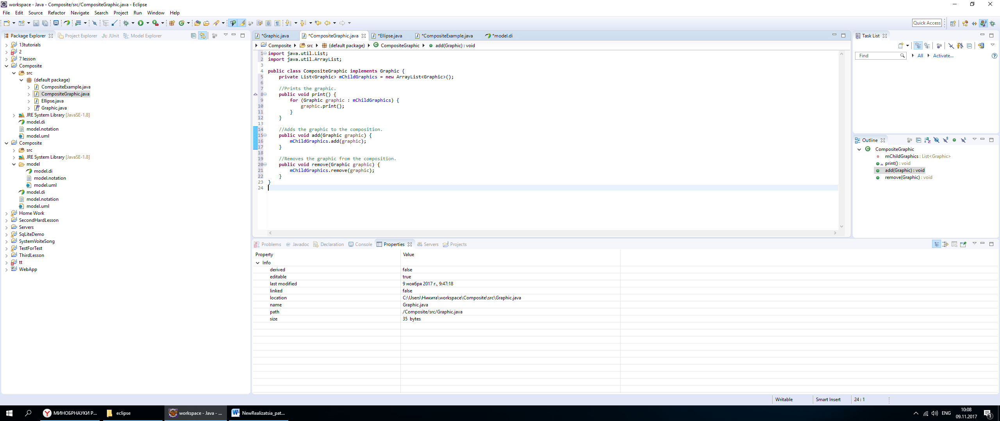 workspace - Java - Composite/src/CompositeGraphic.java - Eclipse
File Edit Source Refactor Navigate Search Project Run Window Help
Quick Access
Package Explorer Project Explorer JUnit Model Explorer
13tutorials
2
7 lesson
Composite
src
(default package)
CompositeExample.java
CompositeGraphic.java
Ellipse.java
Graphic.java
JRE System Library [JavaSE-1.8]
model.di
model.notation
model.uml
Composite
src
JRE System Library [JavaSE-1.8]
model
model.di
model.notation
model.uml
model.di
model.notation
model.uml
Home Work
SecondHardLesson
Servers
SqLiteDemo
SystemVoiteSong
TestForTest
ThirdLesson
tt
WebApp
*Graphic.java *CompositeGraphic.java *Ellipse.java *CompositeExample.java *model.di
Composite src (default package) CompositeGraphic add(Graphic) : void
1 import java.util.List;
2 import java.util.ArrayList;
3
4 public class CompositeGraphic implements Graphic {
5 private List<Graphic> mChildGraphics = new ArrayList<Graphic>();
6
7 //Prints the graphic.
8 public void print() {
9 for (Graphic graphic : mChildGraphics) {
10 graphic.print();
11 }
12 }
13
14 //Adds the graphic to the composition.
15 public void add(Graphic graphic) {
16 mChildGraphics.add(graphic);
17 }
18
19 //Removes the graphic from the composition.
20 public void remove(Graphic graphic) {
21 mChildGraphics.remove(graphic);
22 }
23 }
24
Task List
Find All Activate...
Outline
CompositeGraphic
mChildGraphics : List<Graphic>
print() : void
add(Graphic) : void
remove(Graphic) : void
Problems Javadoc Declaration Console Properties Servers Projects
Property Value
Info
derived false
editable true
last modified 9 ноября 2017 г., 9:47:18
linked false
location C:\Users\Никита\workspace\Composite\src\Graphic.java
name Graphic.java
path /Composite/src/Graphic.java
size 35 bytes
Writable Smart Insert 24 : 1
МИНОБРНАУКИ Р... eclipse workspace - Java - ... NewRealizatsia_pat... ENG 10:08
09.11.2017 1